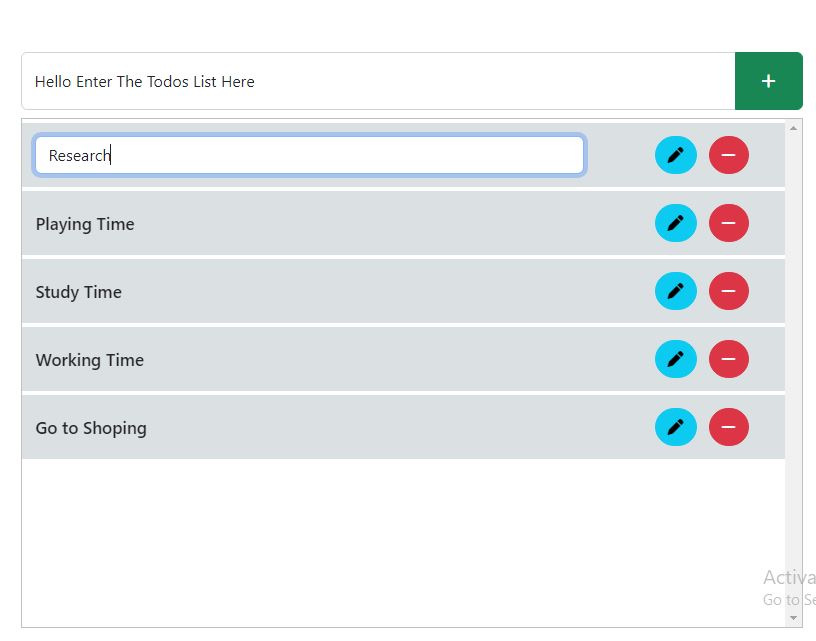 Hello Enter The Todos List Here
+
Research
Playing Time
Study Time
Working Time
Go to Shoping
Activa
Go to Se